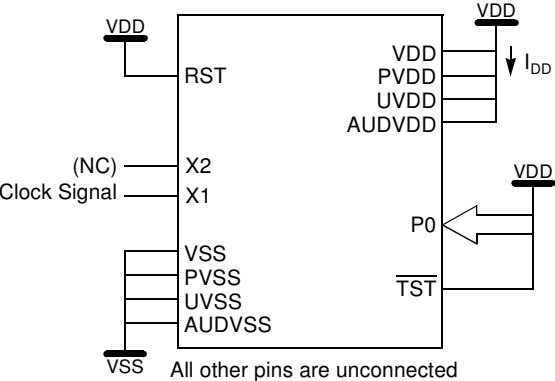 VDD
VDD
VDD
RST
PVDD
UVDD
AUDVDD
IDD
(NC)
X2
Clock Signal
X1
VDD
P0
VSS
PVSS
UVSS
AUDVSS
TST
VSS
All other pins are unconnected